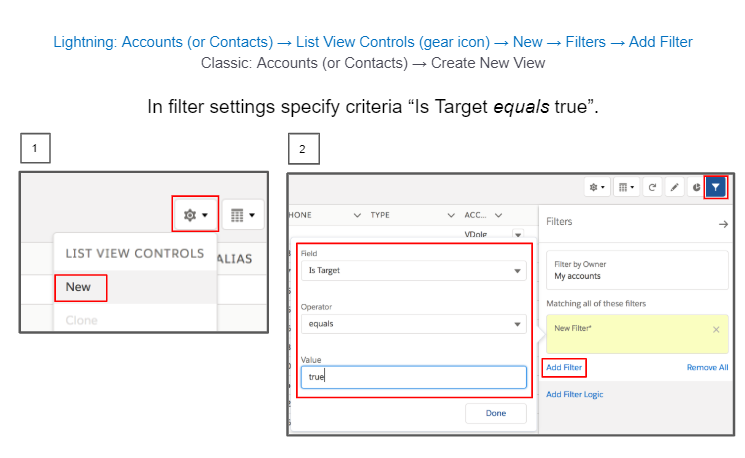 Lightning: Accounts (or Contacts) → List View Controls (gear icon) → New → Filters → Add Filter
Classic: Accounts (or Contacts) → Create New View
In filter settings specify criteria “Is Target equals true”.
1
2
LIST VIEW CONTROLS
ALIAS
New
Clone
HONE TYPE ACC...
VDole
Field
Is Target
Operator
equals
Value
true
Done
Filters
Filter by Owner
My accounts
Matching all of these filters
New Filter*
Add Filter Remove All
Add Filter Logic